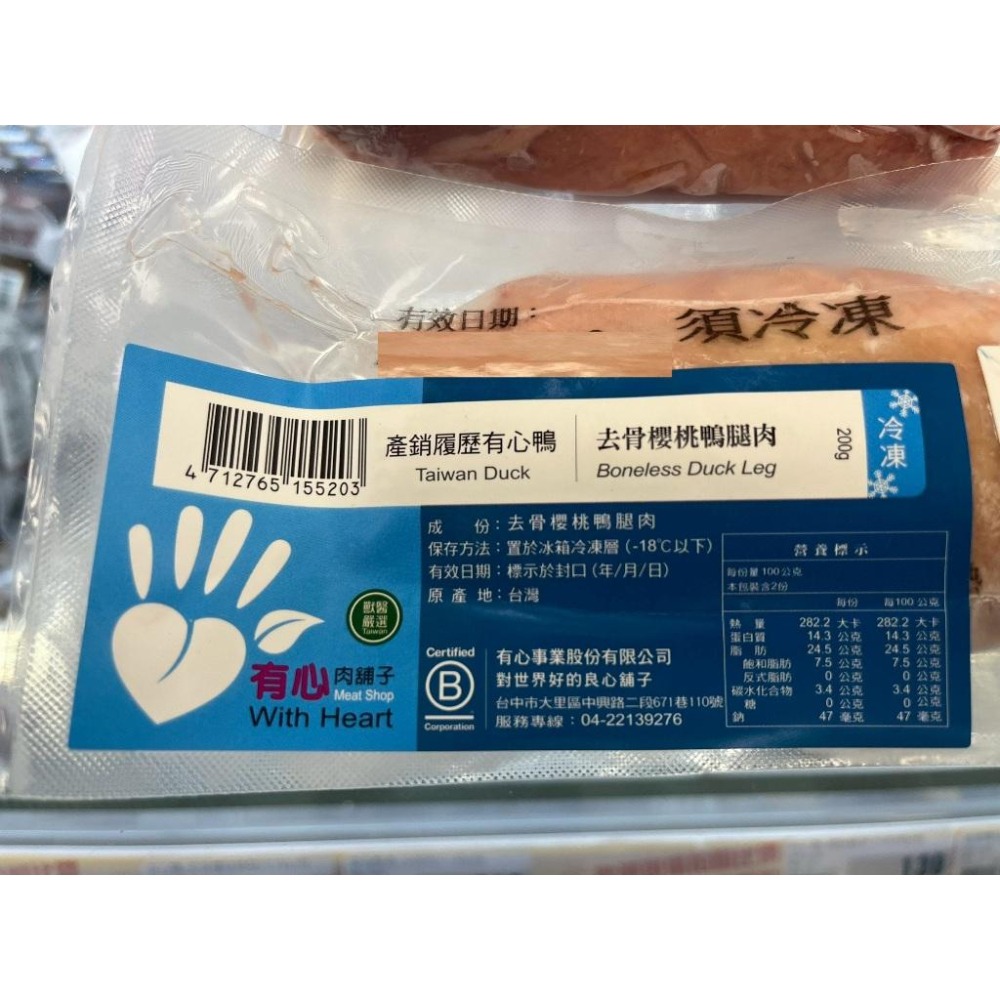 有效日期：
須冷凍
4 712765 155203
產銷履歷有心鴨
Taiwan Duck
去骨櫻桃鴨腿肉
Boneless Duck Leg
200g
冷凍
成 份：去骨櫻桃鴨腿肉
保存方法：置於冰箱冷凍層 (-18℃以下)
有效日期：標示於封口 (年/月/日)
原 產 地：台灣
獸醫
嚴選
Taiwan
有心肉舖子
Meat Shop
With Heart
Certified
B
Corporation
有心事業股份有限公司
對世界好的良心舖子
台中市大里區中興路二段671巷110號
服務專線：04-22139276
營養標示
每份量 100 公克
本包裝含2份
每份 每100 公克
熱 量 282.2 大卡 282.2 大卡
蛋白質 14.3 公克 14.3 公克
脂 肪 24.5 公克 24.5 公克
飽和脂肪 7.5 公克 7.5 公克
反式脂肪 0 公克 0 公克
碳水化合物 3.4 公克 3.4 公克
糖 0 公克 0 公克
鈉 47 毫克 47 毫克